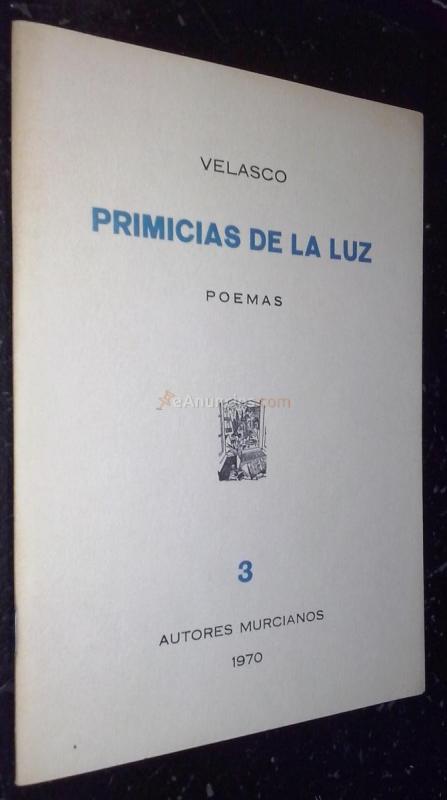 VELASCO
PRIMICIAS DE LA LUZ
POEMAS
eAnuncios.com
3
AUTORES MURCIANOS
1970